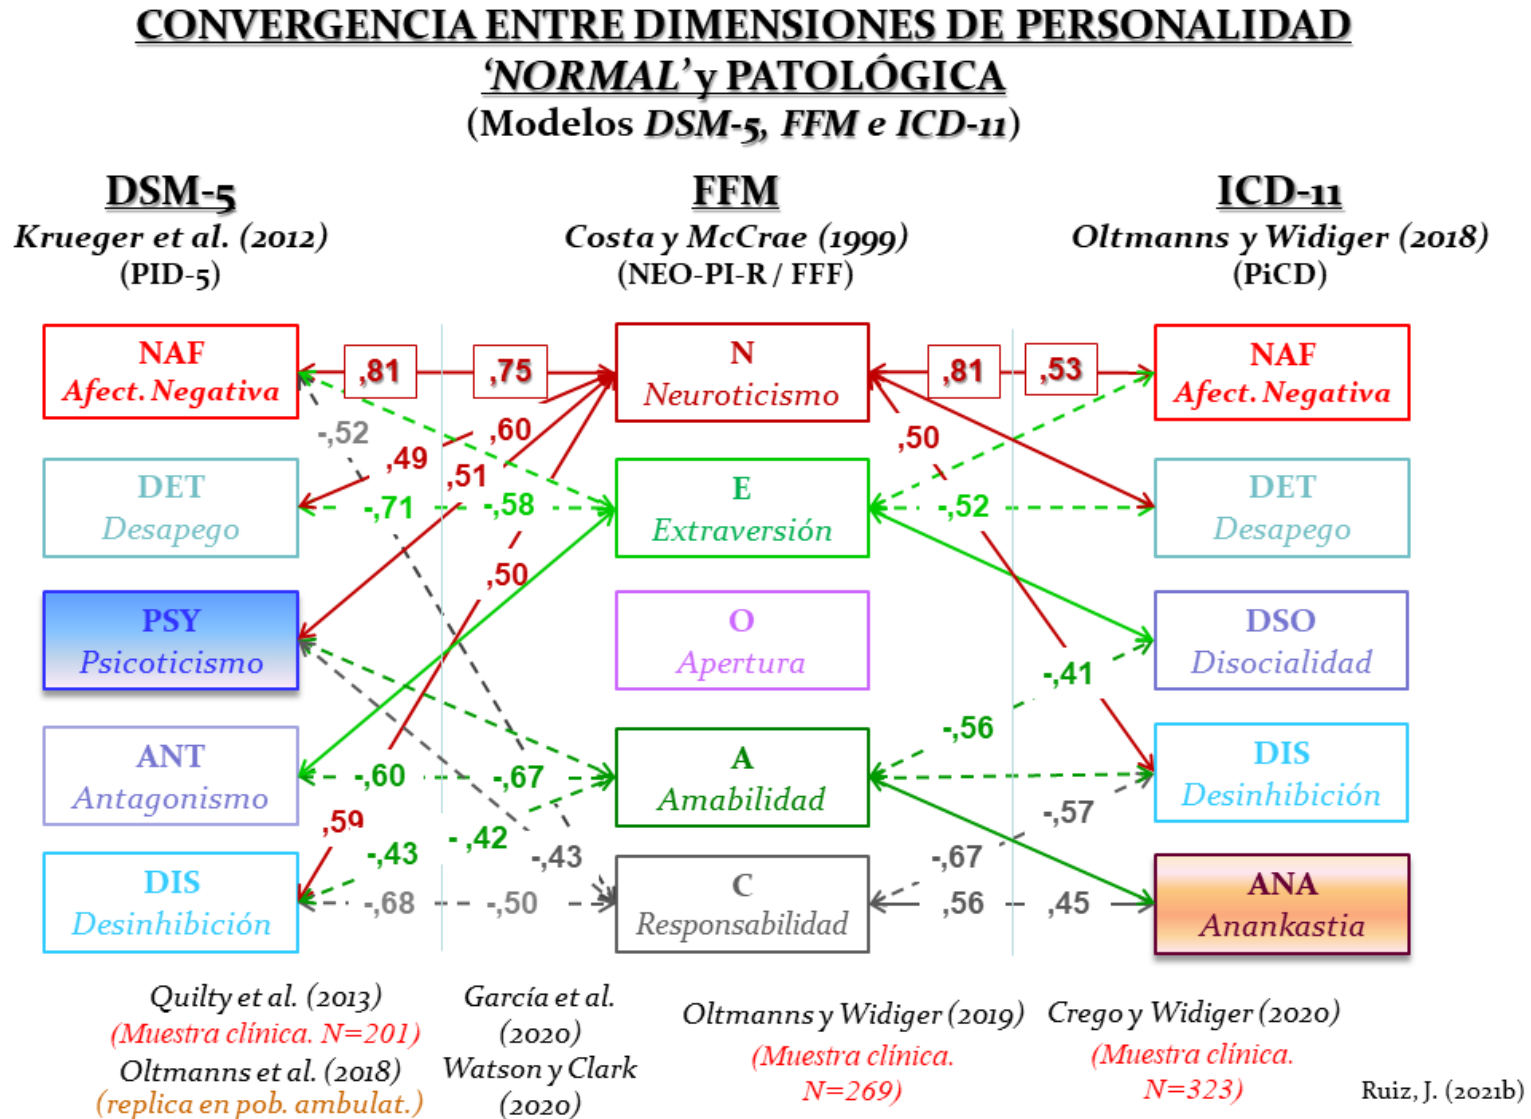 CONVERGENCIA ENTRE DIMENSIONES DE PERSONALIDAD
‘NORMAL’ y PATOLÓGICA
(Modelos DSM-5, FFM e ICD-11)
DSM-5
Krueger et al. (2012)
(PID-5)
FFM
Costa y McCrae (1999)
(NEO-PI-R / FFF)
ICD-11
Oltmanns y Widiger (2018)
(PiCD)
NAF
Afect. Negativa
DET
Desapego
PSY
Psicoticismo
ANT
Antagonismo
DIS
Desinhibición
,81
,75
-,52
,60
,49
,51
-,71
-,58
,50
-,60
-,67
,59
-,43
-,42
-,43
-,68
-,50
N
Neuroticismo
E
Extraversión
O
Apertura
A
Amabilidad
C
Responsabilidad
,81
,53
,50
-,52
-,41
-,56
-,57
-,67
,56
,45
NAF
Afect. Negativa
DET
Desapego
DSO
Disocialidad
DIS
Desinhibición
ANA
Anankastia
Quilty et al. (2013)
(Muestra clínica. N=201)
Oltmanns et al. (2018)
(replica en pob. ambulat.)
García et al.
(2020)
Watson y Clark
(2020)
Oltmanns y Widiger (2019)
(Muestra clínica.
N=269)
Crego y Widiger (2020)
(Muestra clínica.
N=323)
Ruiz, J. (2021b)